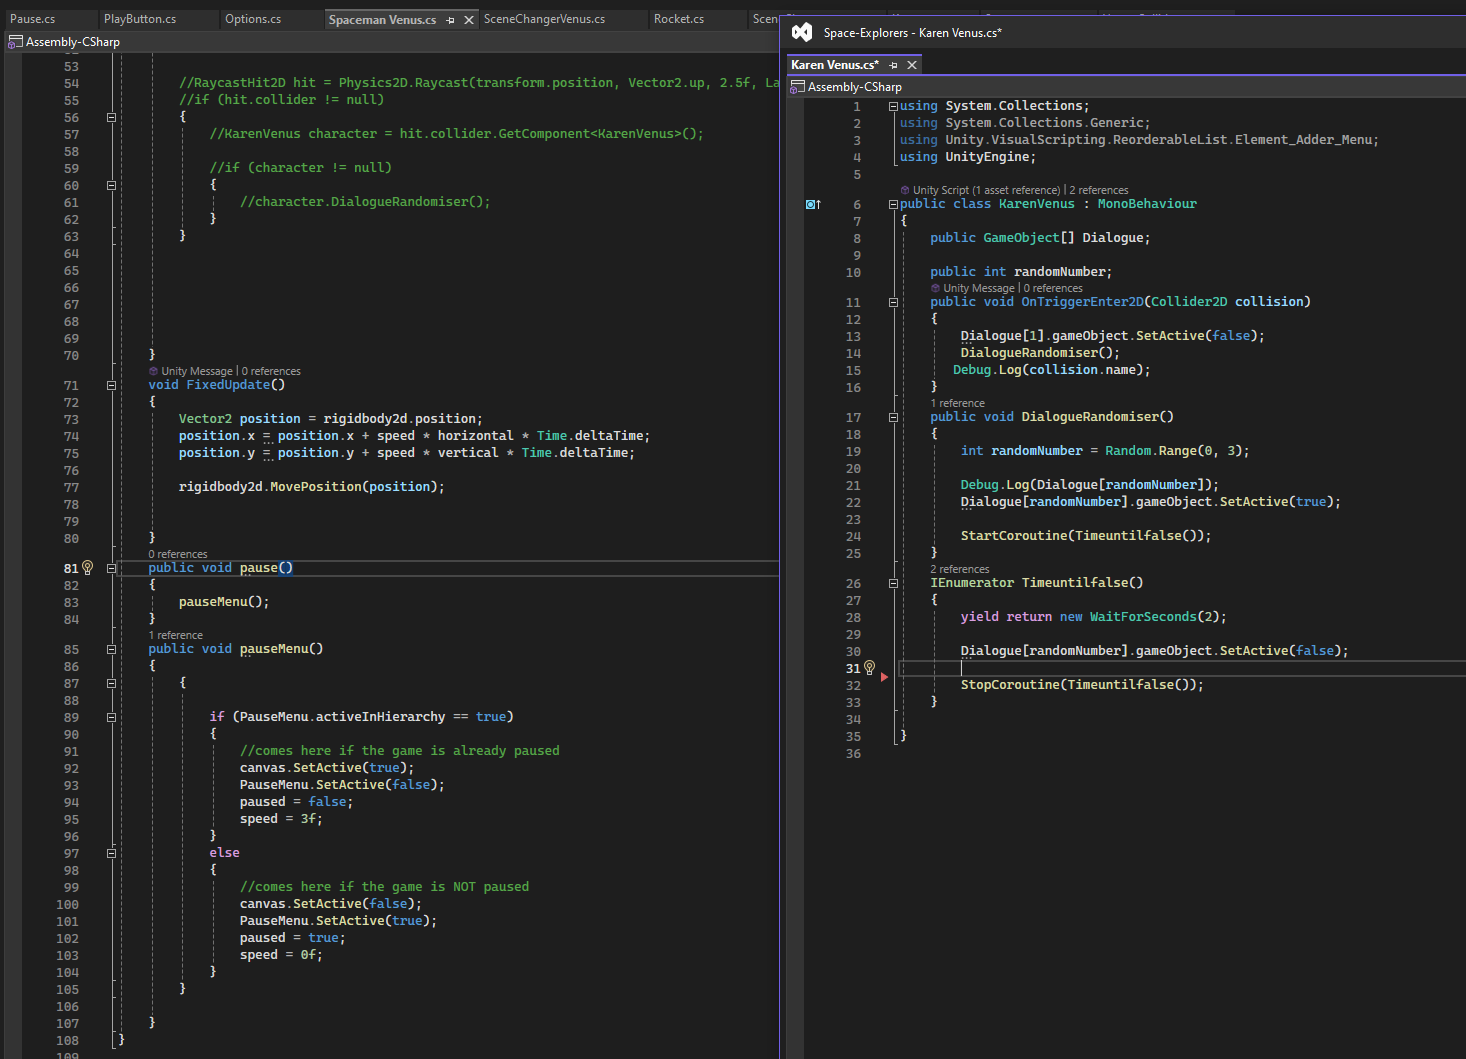 Pause.cs PlayButton.cs Options.cs Spaceman Venus.cs SceneChangerVenus.cs Rocket.cs
Assembly-CSharp
53
54 //RaycastHit2D hit = Physics2D.Raycast(transform.position, Vector2.up, 2.5f, La
55 //if (hit.collider != null)
56 {
57 //KarenVenus character = hit.collider.GetComponent<KarenVenus>();
58
59 //if (character != null)
60 {
61 //character.DialogueRandomiser();
62 }
63 }
64
65
66
67
68
69
70 }
Unity Message | 0 references
71 void FixedUpdate()
72 {
73 Vector2 position = rigidbody2d.position;
74 position.x = position.x + speed * horizontal * Time.deltaTime;
75 position.y = position.y + speed * vertical * Time.deltaTime;
76
77 rigidbody2d.MovePosition(position);
78
79
80 }
0 references
81 public void pause()
82 {
83 pauseMenu();
84 }
1 reference
85 public void pauseMenu()
86 {
87 {
88
89 if (PauseMenu.activeInHierarchy == true)
90 {
91 //comes here if the game is already paused
92 canvas.SetActive(true);
93 PauseMenu.SetActive(false);
94 paused = false;
95 speed = 3f;
96 }
97 else
98 {
99 //comes here if the game is NOT paused
100 canvas.SetActive(false);
101 PauseMenu.SetActive(true);
102 paused = true;
103 speed = 0f;
104 }
105 }
106
107 }
108 }
109
Space-Explorers - Karen Venus.cs*
Karen Venus.cs*
Assembly-CSharp
1 using System.Collections;
2 using System.Collections.Generic;
3 using Unity.VisualScripting.ReorderableList.Element_Adder_Menu;
4 using UnityEngine;
5
Unity Script (1 asset reference) | 2 references
6 public class KarenVenus : MonoBehaviour
7 {
8 public GameObject[] Dialogue;
9
10 public int randomNumber;
Unity Message | 0 references
11 public void OnTriggerEnter2D(Collider2D collision)
12 {
13 Dialogue[1].gameObject.SetActive(false);
14 DialogueRandomiser();
15 Debug.Log(collision.name);
16 }
1 reference
17 public void DialogueRandomiser()
18 {
19 int randomNumber = Random.Range(0, 3);
20
21 Debug.Log(Dialogue[randomNumber]);
22 Dialogue[randomNumber].gameObject.SetActive(true);
23
24 StartCoroutine(Timeuntilfalse());
25 }
2 references
26 IEnumerator Timeuntilfalse()
27 {
28 yield return new WaitForSeconds(2);
29
30 Dialogue[randomNumber].gameObject.SetActive(false);
31
32 StopCoroutine(Timeuntilfalse());
33 }
34
35 }
36